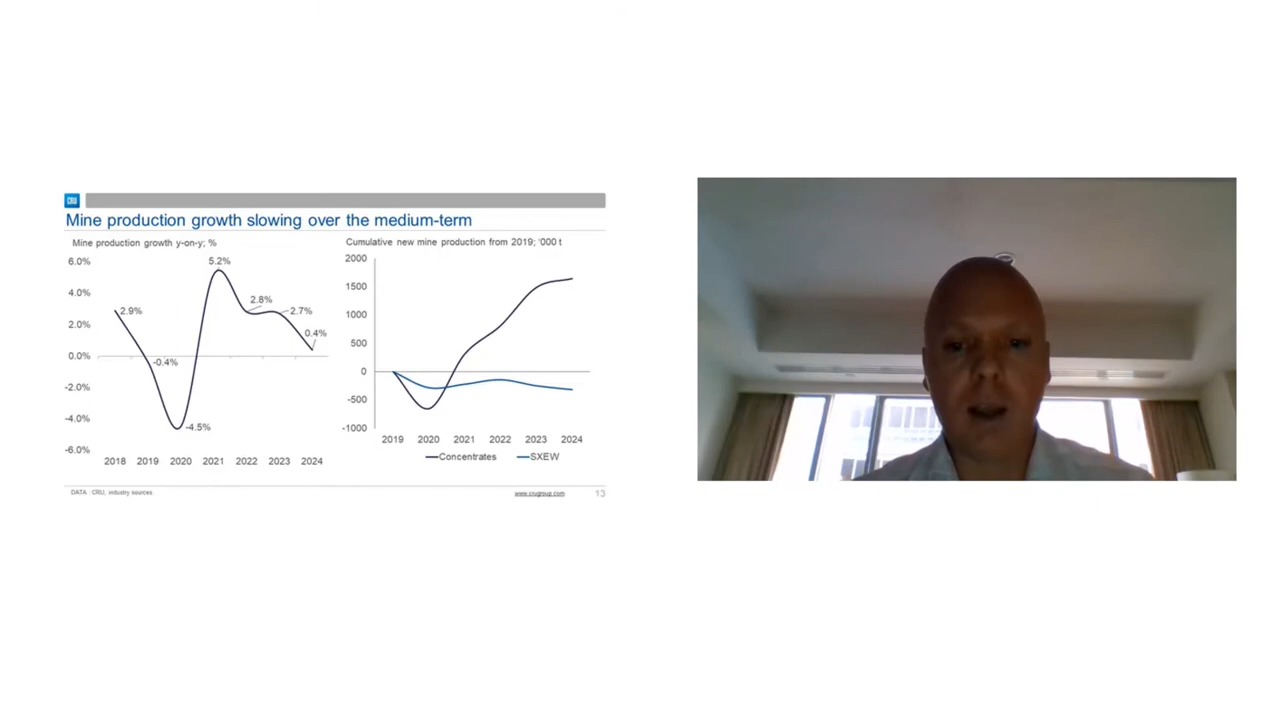 CRU
Mine production growth slowing over the medium-term
Mine production growth y-on-y; %
6.0%
4.0%
2.0%
0.0%
-2.0%
-4.0%
-6.0%
2.9%
-0.4%
-4.5%
5.2%
2.8%
2.7%
0.4%
2018 2019 2020 2021 2022 2023 2024
Cumulative new mine production from 2019; '000 t
2000
1500
1000
500
0
-500
-1000
2019 2020 2021 2022 2023 2024
Concentrates SXEW
DATA : CRU, industry sources.
www.crugroup.com
13